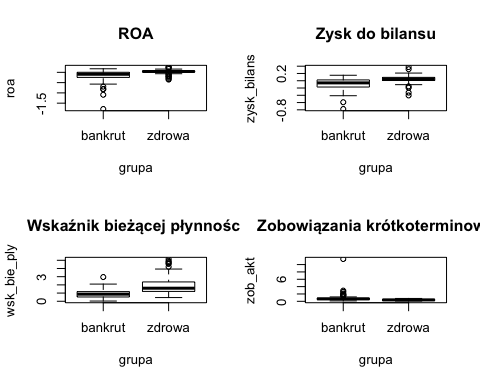 ROA
roa
-1.5
bankrut
zdrowa
grupa
Zysk do bilansu
zysk_bilans
0.2
-0.8
bankrut
zdrowa
grupa
Wskaźnik bieżącej płynnośc
wsk_bie_ply
3
0
bankrut
zdrowa
grupa
Zobowiązania krótkoterminow
zob_akt
6
0
bankrut
zdrowa
grupa